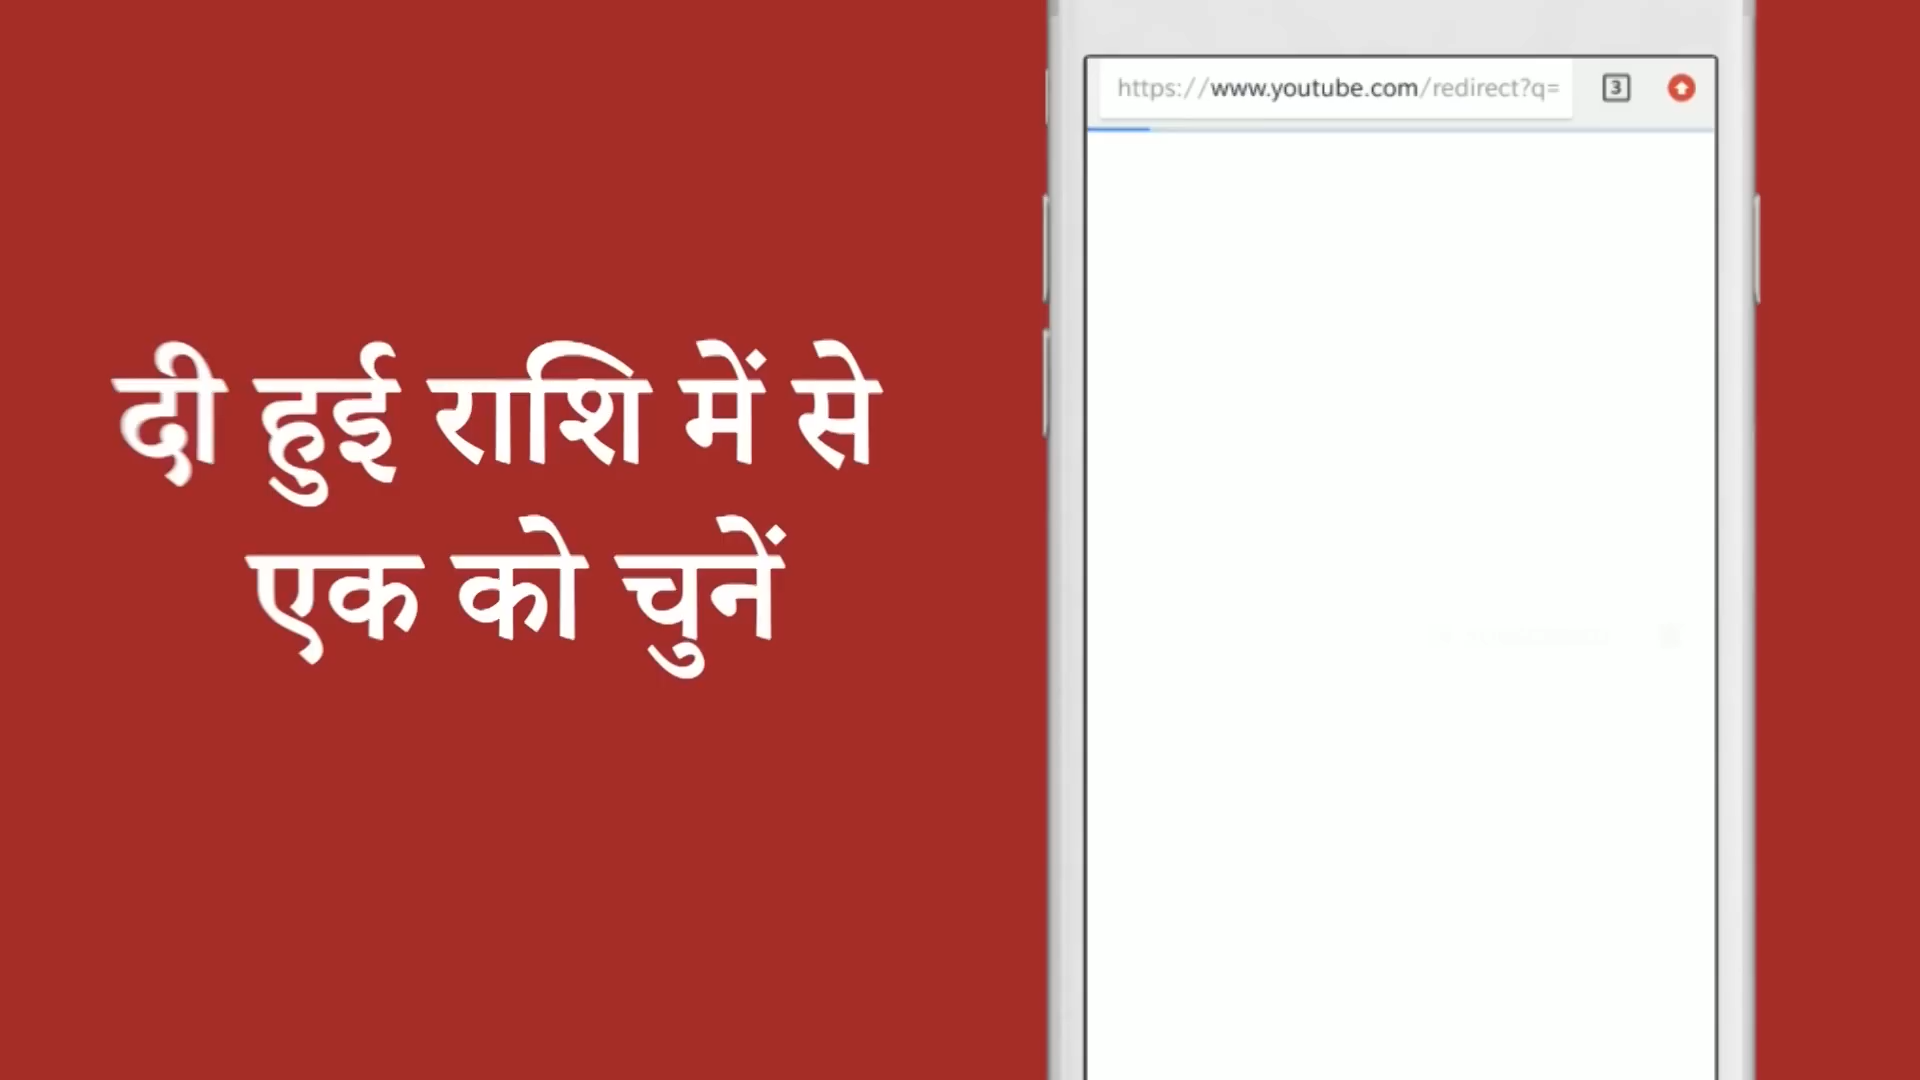 दी हुई राशि में से
एक को चुनें
https://www.youtube.com/redirect?q=
3